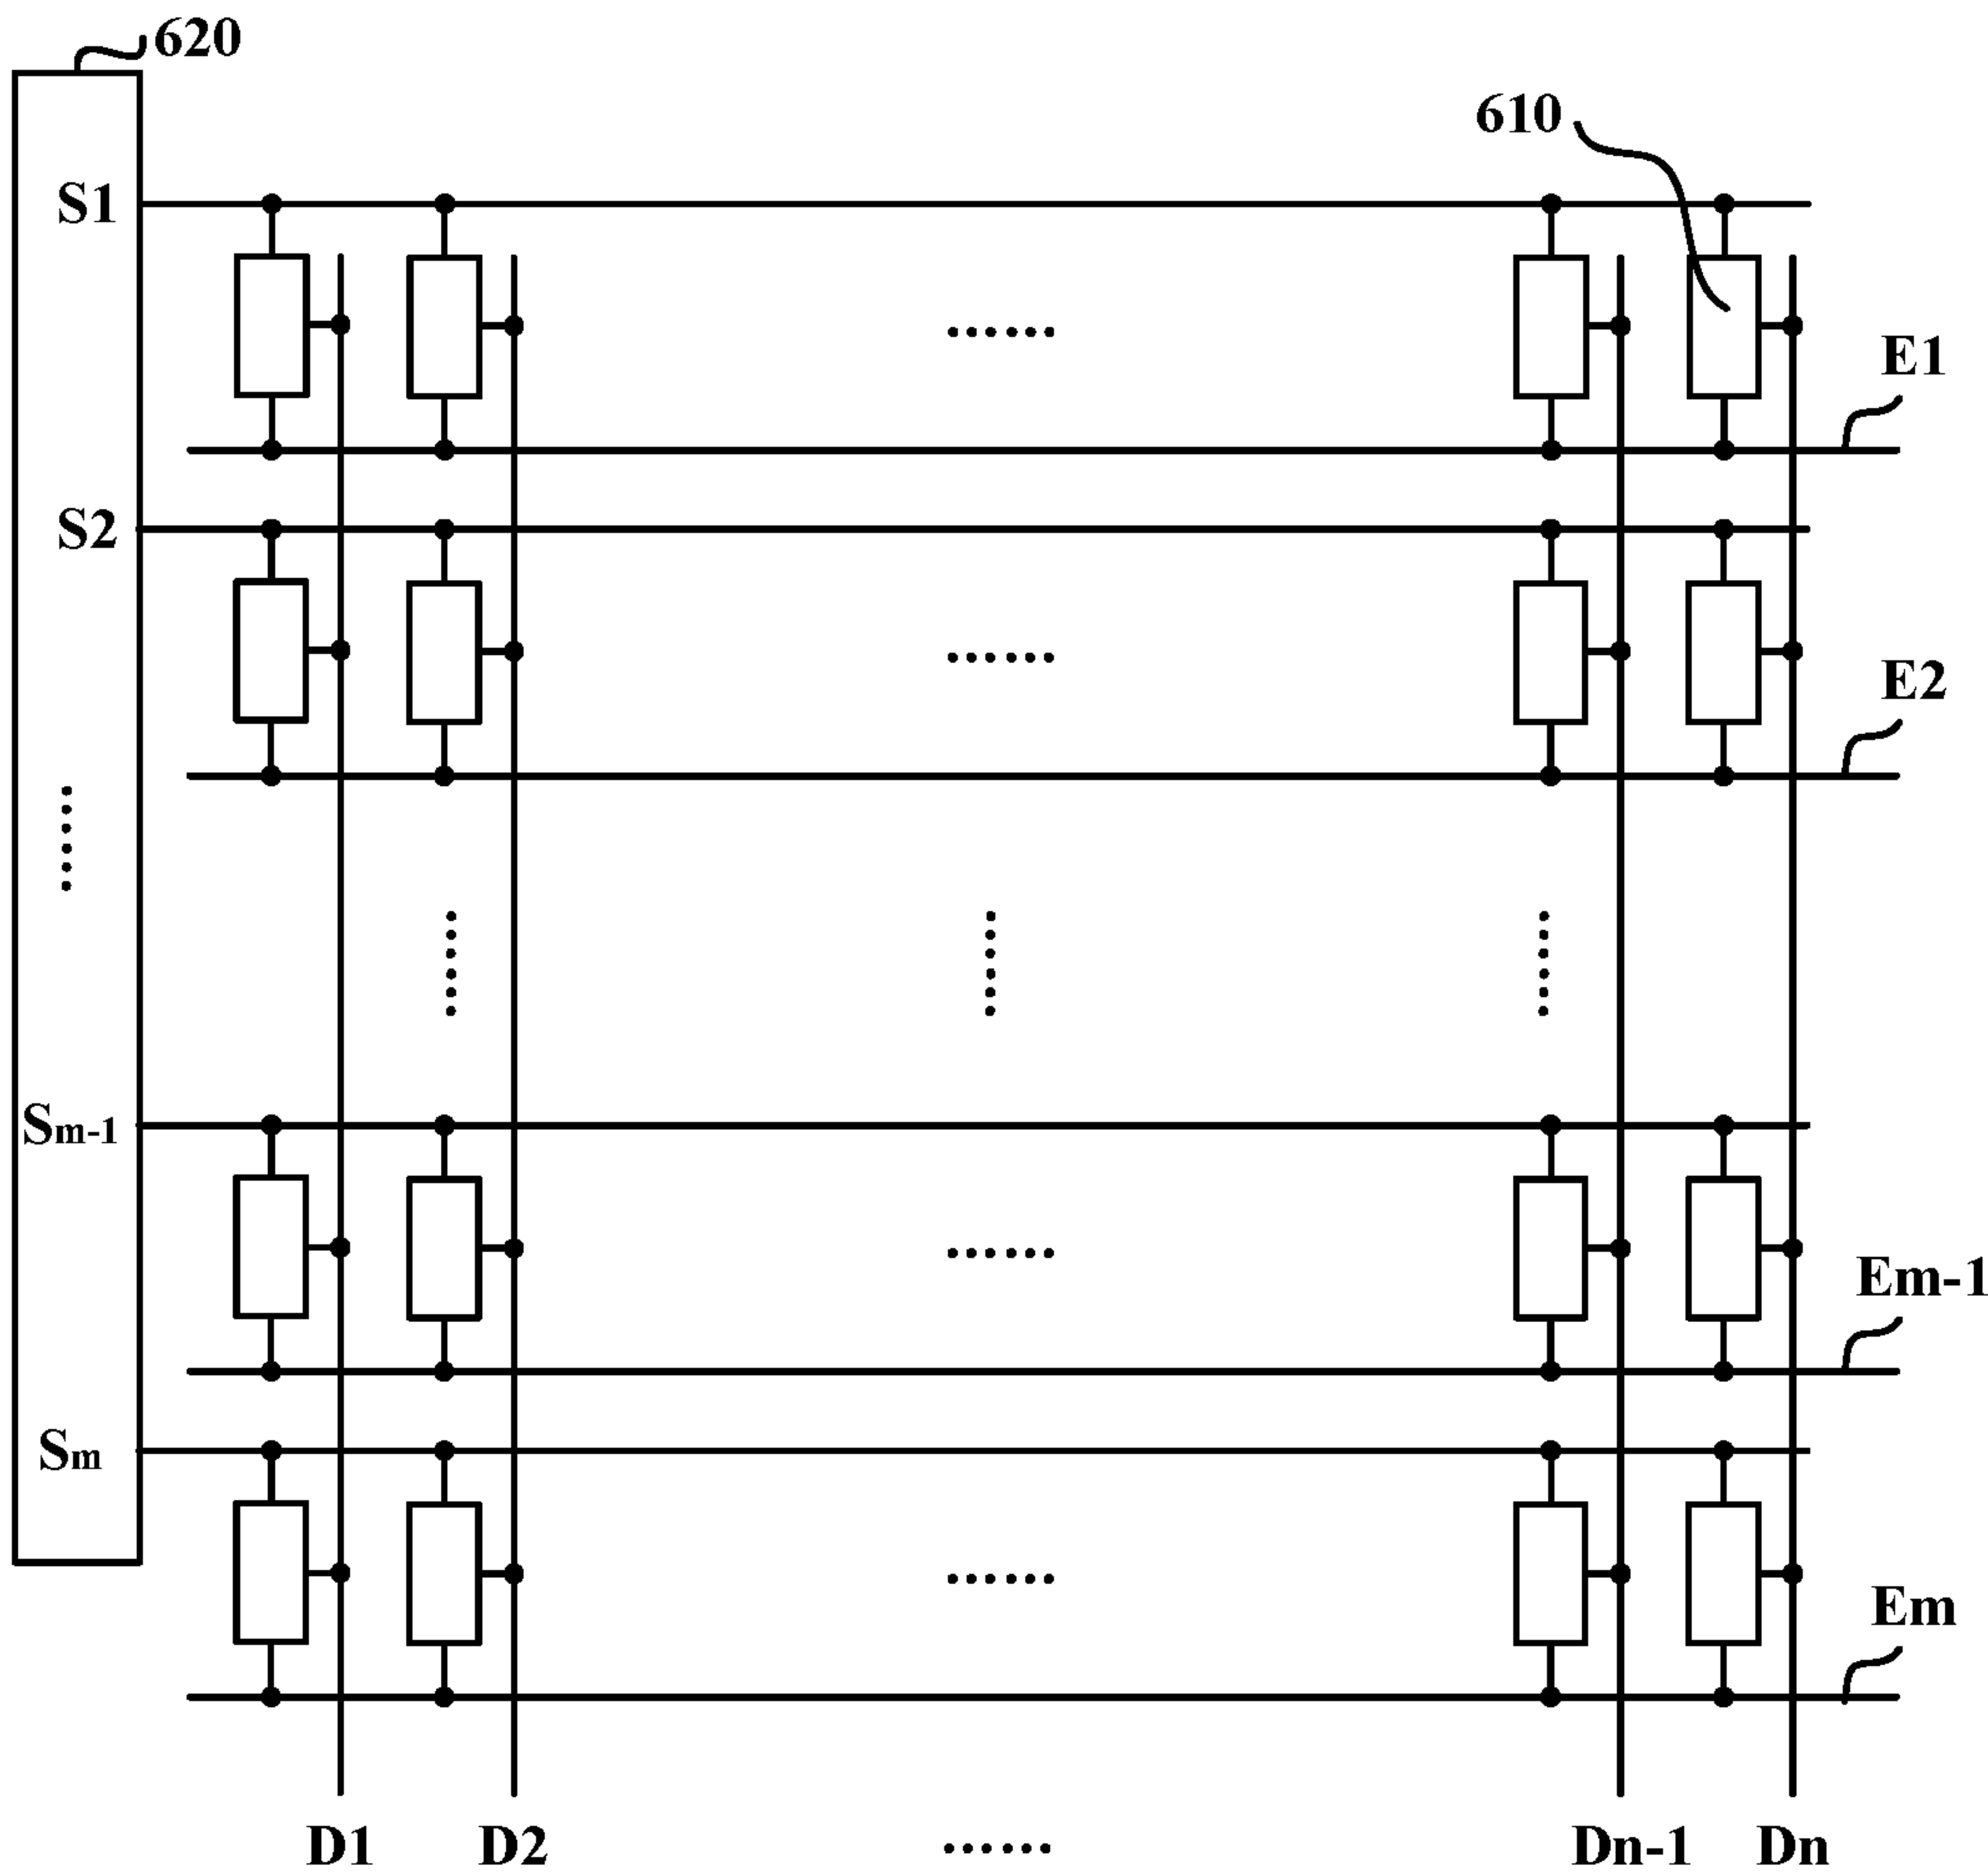 620
610
S1
E1
S2
E2
......
......
......
Sm-1
......
Em-1
Sm
......
Em
D1 D2 ...... Dn-1 Dn